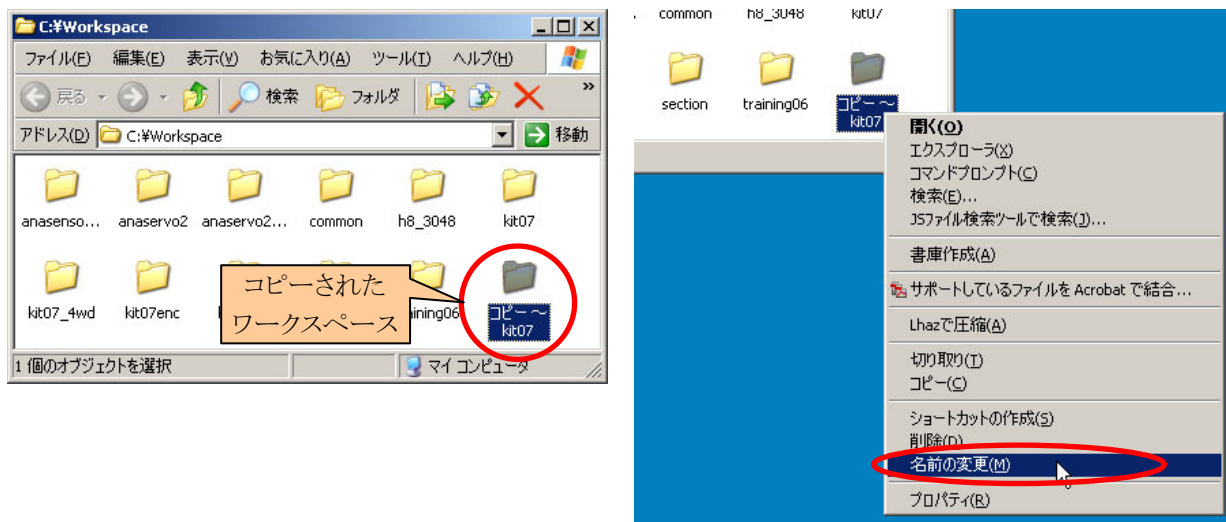 C:¥Workspace
ファイル(F) 編集(E) 表示(V) お気に入り(A) ツール(T) ヘルプ(H)
戻る 検索 フォルダ »
アドレス(D) C:¥Workspace 移動
anasenso... anaservo2 anaservo2... common h8_3048 kit07
kit07_4wd kit07enc aining06 コピー ～
kit07
コピーされた
ワークスペース
1 個のオブジェクトを選択 マイ コンピュータ
common h8_3048 kit07
section training06 コピー ～
kit07
開く(O)
エクスプローラ(X)
コマンドプロンプト(C)
検索(E)...
JSファイル検索ツールで検索(J)...
書庫作成(A)
サポートしているファイルを Acrobat で結合...
Lhazで圧縮(A)
切り取り(T)
コピー(C)
ショートカットの作成(S)
削除(D)
名前の変更(M)
プロパティ(R)